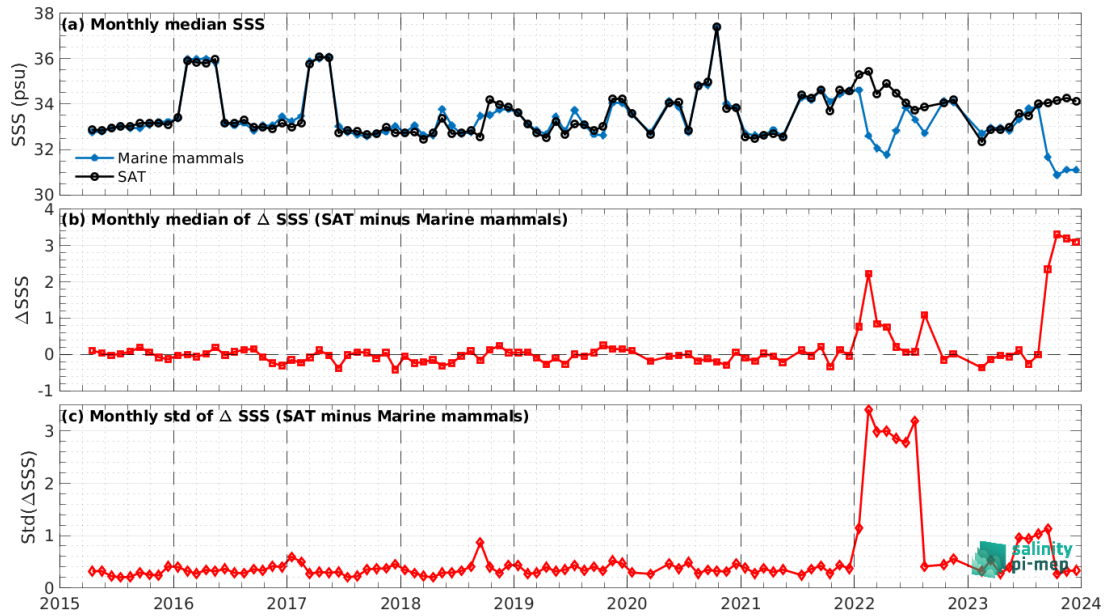 (a) Monthly median SSS
38
36
34
32
30
SSS (psu)
Marine mammals
SAT
(b) Monthly median of Δ SSS (SAT minus Marine mammals)
4
3
2
1
0
-1
ΔSSS
(c) Monthly std of Δ SSS (SAT minus Marine mammals)
3
2
1
0
Std(ΔSSS)
salinity
pi-mep
2015 2016 2017 2018 2019 2020 2021 2022 2023 2024